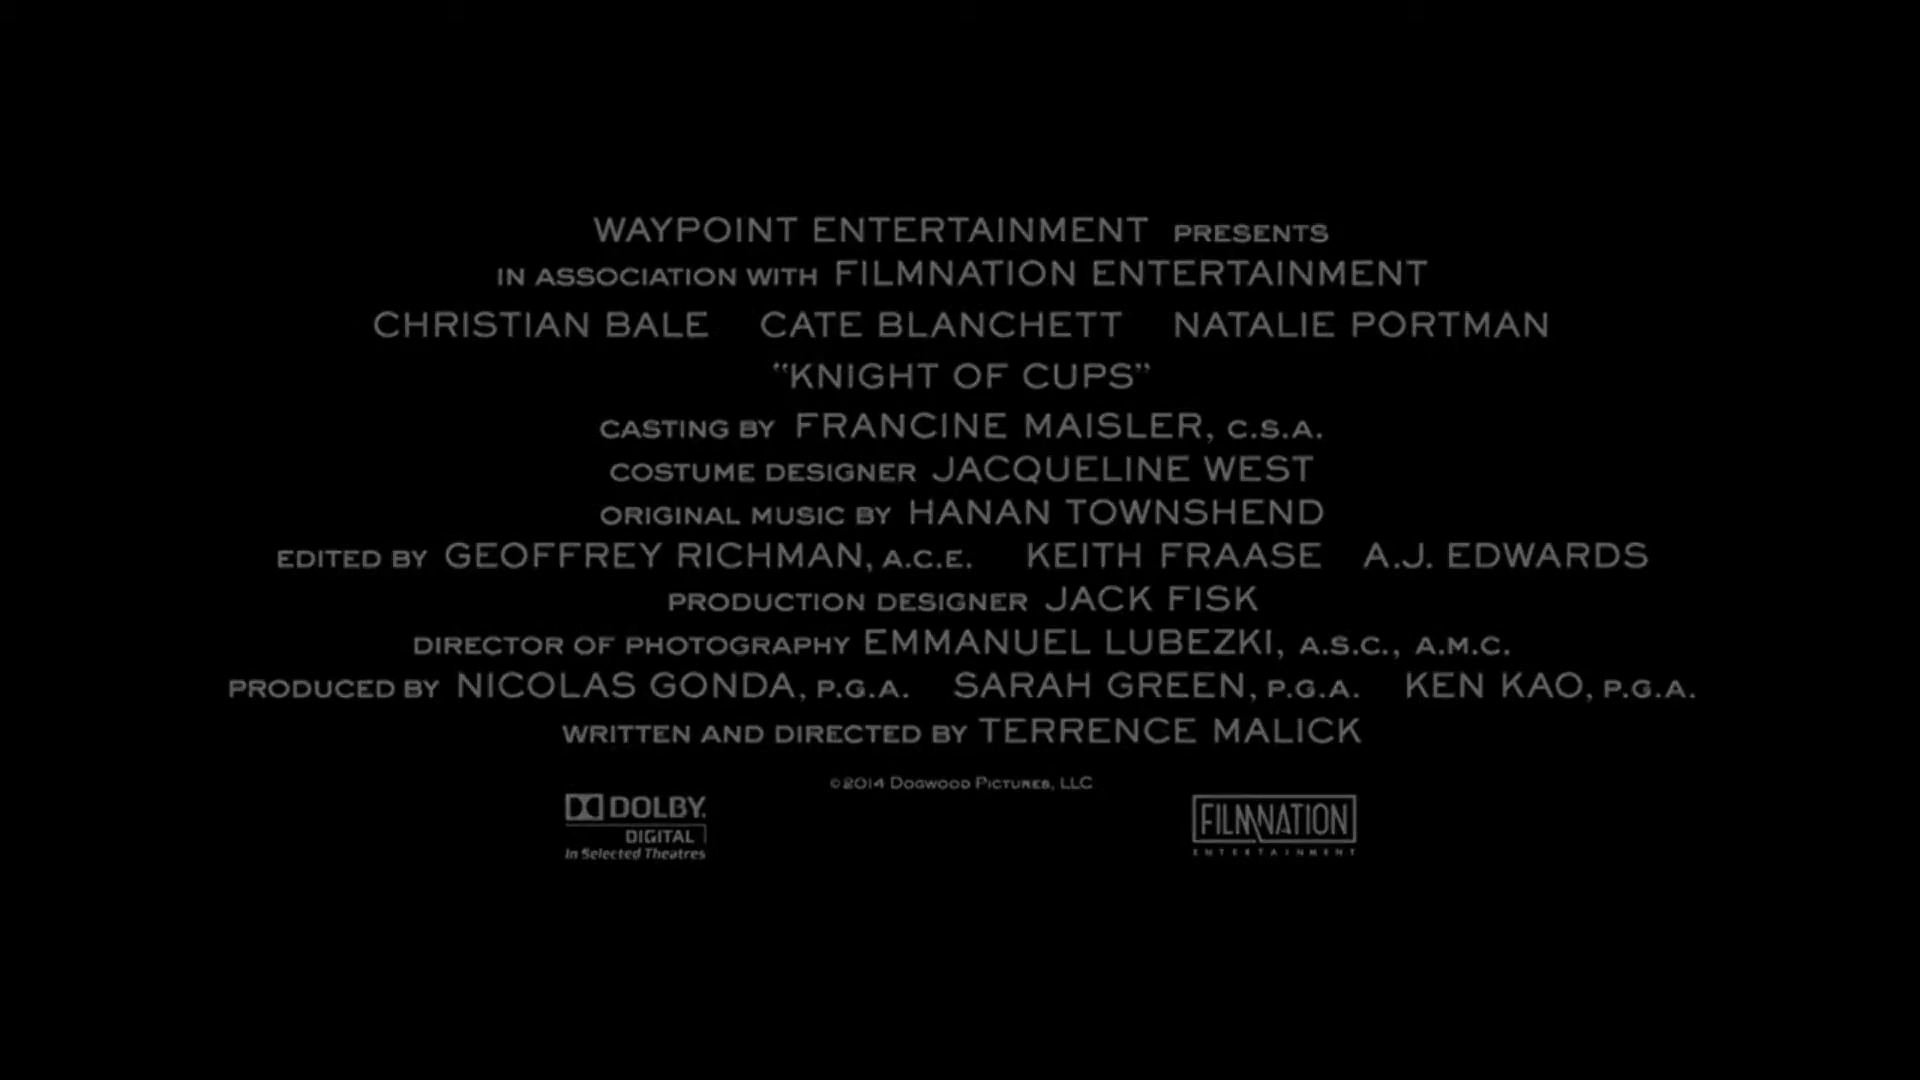 WAYPOINT ENTERTAINMENT PRESENTS
IN ASSOCIATION WITH FILMNATION ENTERTAINMENT
CHRISTIAN BALE CATE BLANCHETT NATALIE PORTMAN
“KNIGHT OF CUPS”
CASTING BY FRANCINE MAISLER, C.S.A.
COSTUME DESIGNER JACQUELINE WEST
ORIGINAL MUSIC BY HANAN TOWNSHEND
EDITED BY GEOFFREY RICHMAN, A.C.E. KEITH FRAASE A.J. EDWARDS
PRODUCTION DESIGNER JACK FISK
DIRECTOR OF PHOTOGRAPHY EMMANUEL LUBEZKI, A.S.C., A.M.C.
PRODUCED BY NICOLAS GONDA, P.G.A. SARAH GREEN, P.G.A. KEN KAO, P.G.A.
WRITTEN AND DIRECTED BY TERRENCE MALICK
©2014 DOGWOOD PICTURES, LLC
DOLBY
DIGITAL
In Selected Theatres
FILMNATION
ENTERTAINMENT